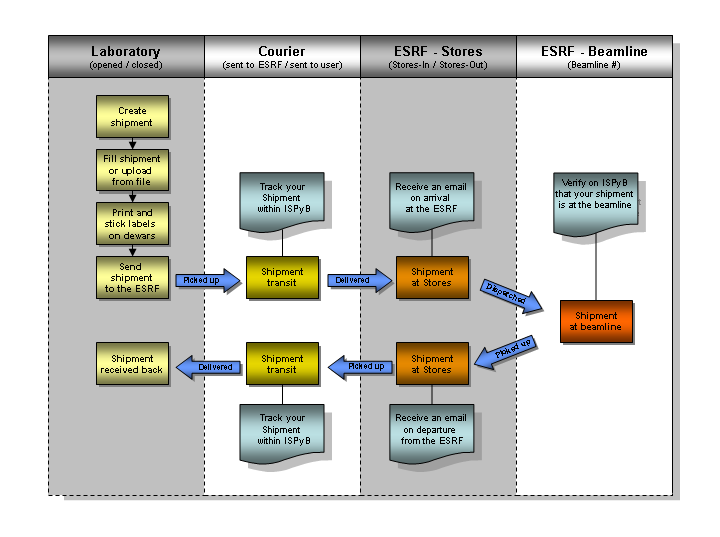 Laboratory
(opened / closed)
Courier
(sent to ESRF / sent to user)
ESRF - Stores
(Stores-In / Stores-Out)
ESRF - Beamline
(Beamline #)
Create
shipment
Fill shipment
or upload
from file
Print and
stick labels
on dewars
Send
shipment
to the ESRF
Picked up
Track your
Shipment
within ISPyB
Shipment
transit
Delivered
Receive an email
on arrival
at the ESRF
Shipment
at Stores
Dispatched
Verify on ISPyB
that your shipment
is at the beamline
Shipment
at beamline
Picked up
Shipment
at Stores
Receive an email
on departure
from the ESRF
Picked up
Shipment
transit
Track your
Shipment
within ISPyB
Delivered
Shipment
received back